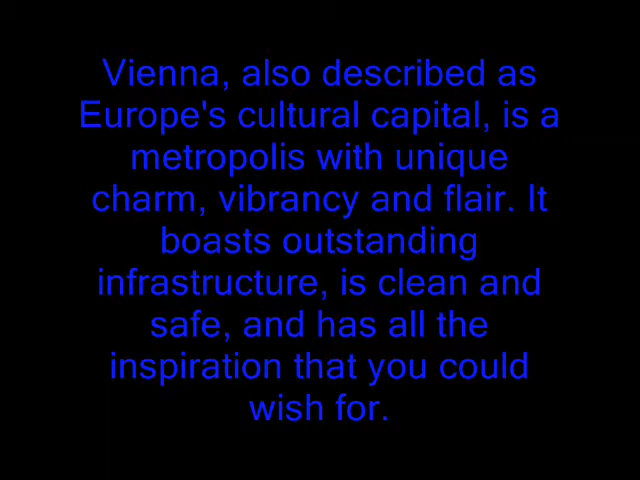 Vienna, also described as
Europe's cultural capital, is a
metropolis with unique
charm, vibrancy and flair. It
boasts outstanding
infrastructure, is clean and
safe, and has all the
inspiration that you could
wish for.